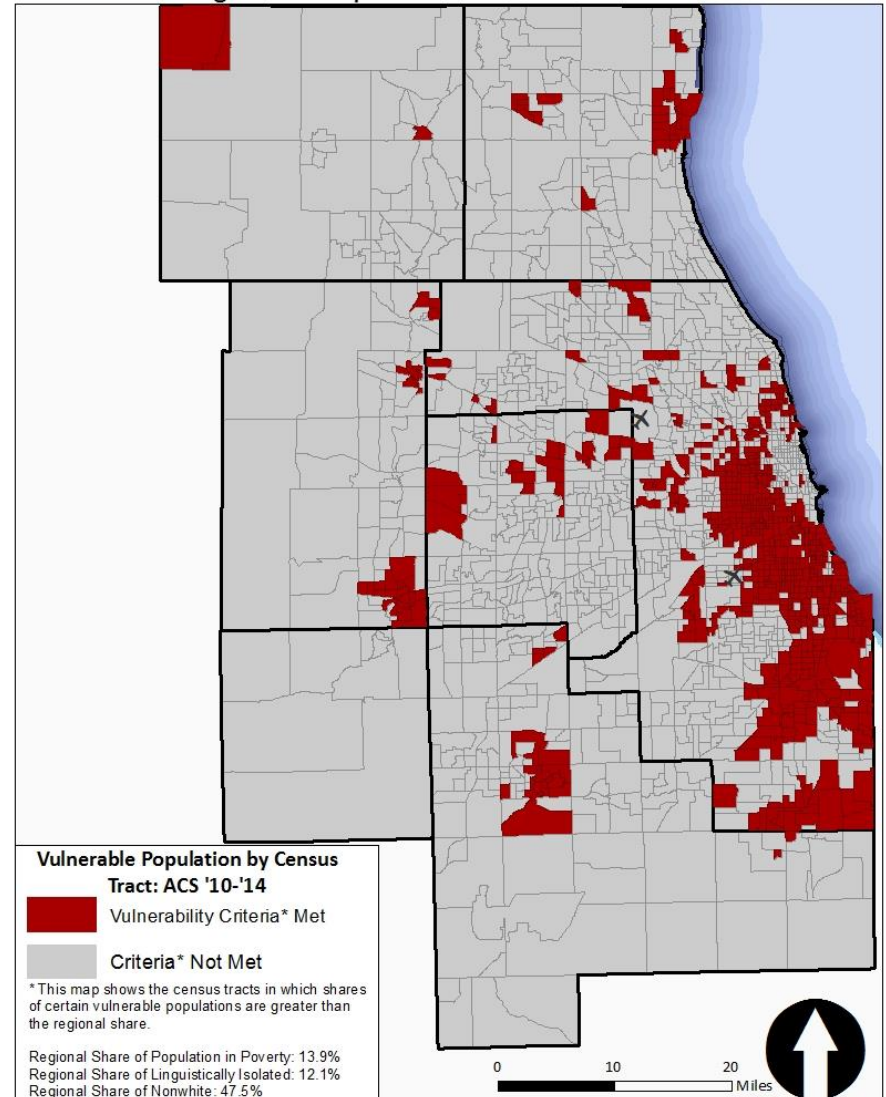 Vulnerable Population by Census
Tract: ACS '10-'14
Vulnerability Criteria* Met
Criteria* Not Met
* This map shows the census tracts in which shares
of certain vulnerable populations are greater than
the regional share.
Regional Share of Population in Poverty: 13.9%
Regional Share of Linguistically Isolated: 12.1%
Regional Share of Nonwhite: 47.5%
0 10 20
Miles